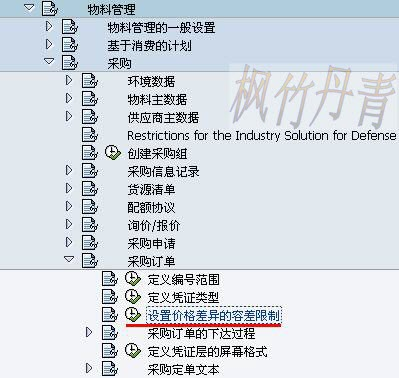 物料管理
物料管理的一般设置
基于消费的计划
采购
环境数据
物料主数据
供应商主数据
Restrictions for the Industry Solution for Defense
创建采购组
采购信息记录
货源清单
配额协议
询价/报价
采购申请
采购订单
定义编号范围
定义凭证类型
设置价格差异的容差限制
采购订单的下达过程
定义凭证层的屏幕格式
采购定单文本
枫竹丹青